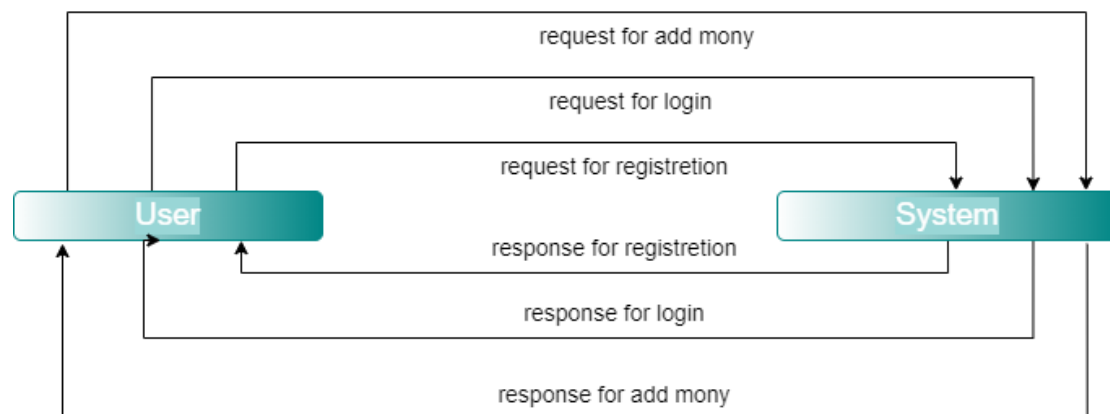 request for add mony
request for login
request for registretion
User
System
response for registretion
response for login
response for add mony